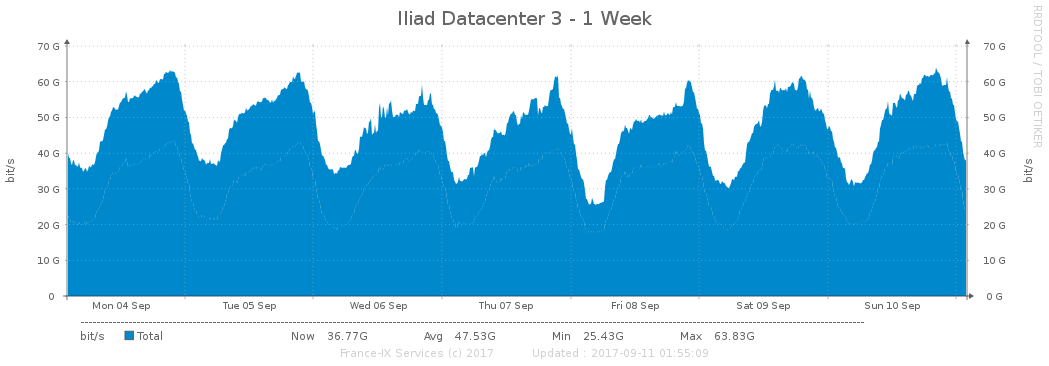 Iliad Datacenter 3 - 1 Week
RRDTOOL / TOBI OETIKER
bit/s
70 G
60 G
50 G
40 G
30 G
20 G
10 G
0
70 G
60 G
50 G
40 G
30 G
20 G
10 G
0 G
bit/s
Mon 04 Sep Tue 05 Sep Wed 06 Sep Thu 07 Sep Fri 08 Sep Sat 09 Sep Sun 10 Sep
bit/s Total Now 36.77G Avg 47.53G Min 25.43G Max 63.83G
France-IX Services (c) 2017 Updated : 2017-09-11 01:55:09